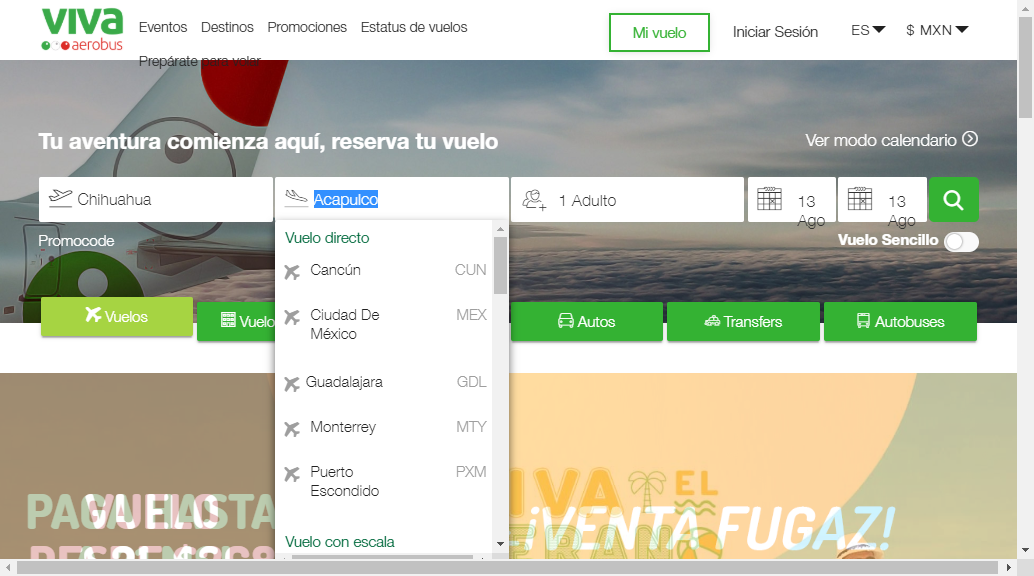 viva
aerobus
Eventos Destinos Promociones Estatus de vuelos
Prepárate para volar
Mi vuelo
Iniciar Sesión
ES
$ MXN
Tu aventura comienza aquí, reserva tu vuelo
Ver modo calendario
Chihuahua
Acapulco
1 Adulto
13
Ago
13
Ago
Promocode
Vuelo Sencillo
Vuelo directo
Cancún CUN
Ciudad De
México
MEX
Guadalajara GDL
Monterrey MTY
Puerto
Escondido
PXM
Vuelo con escala
Vuelos
Vuelo
Autos
Transfers
Autobuses
VIVA EL
VUELA
¡VENTA FUGAZ!